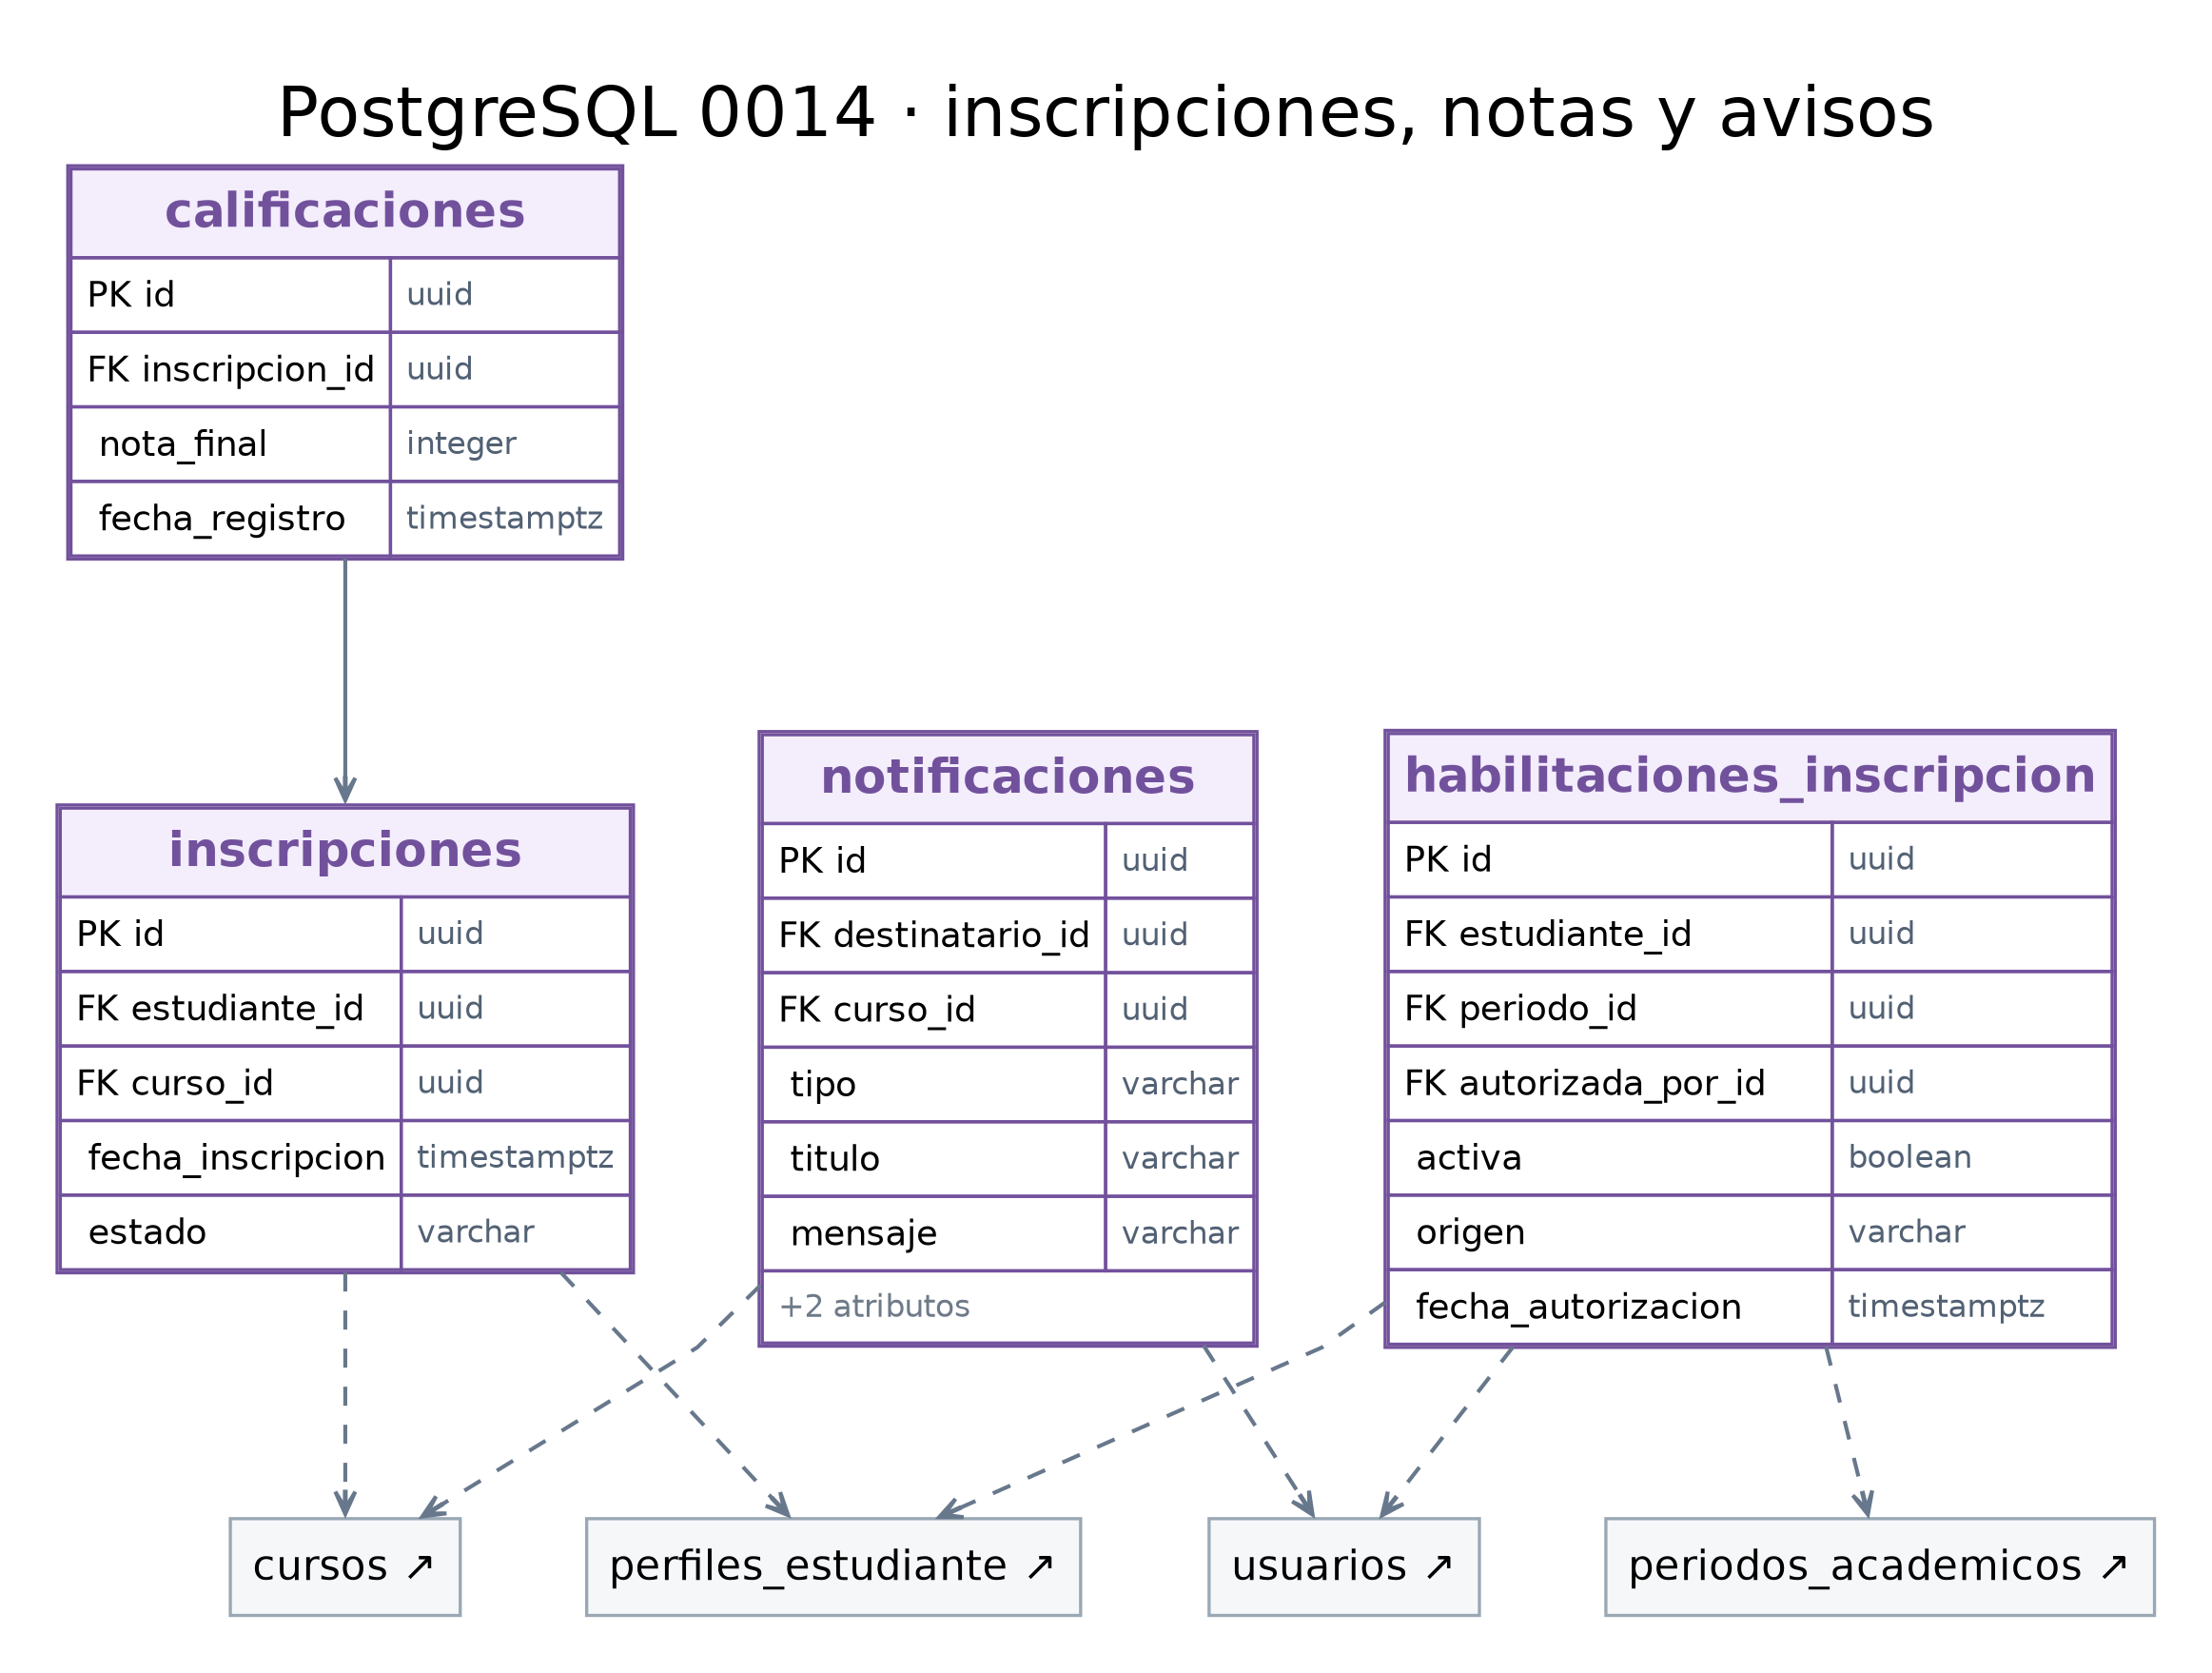 PostgreSQL 0014 · inscripciones, notas y avisos
calificaciones
PK id uuid
FK inscripcion_id uuid
nota_final integer
fecha_registro timestamptz
inscripciones
PK id uuid
FK estudiante_id uuid
FK curso_id uuid
fecha_inscripcion timestamptz
estado varchar
notificaciones
PK id uuid
FK destinatario_id uuid
FK curso_id uuid
tipo varchar
titulo varchar
mensaje varchar
+2 atributos
habilitaciones_inscripcion
PK id uuid
FK estudiante_id uuid
FK periodo_id uuid
FK autorizada_por_id uuid
activa boolean
origen varchar
fecha_autorizacion timestamptz
cursos ↗
perfiles_estudiante ↗
usuarios ↗
periodos_academicos ↗